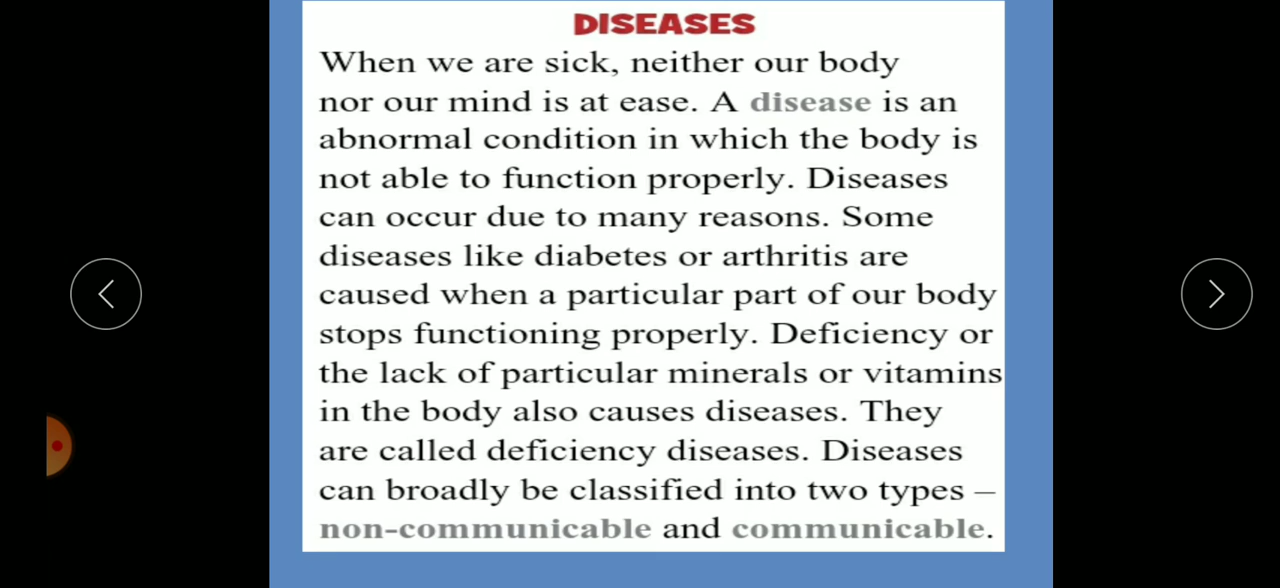 DISEASES
When we are sick, neither our body
nor our mind is at ease. A disease is an
abnormal condition in which the body is
not able to function properly. Diseases
can occur due to many reasons. Some
diseases like diabetes or arthritis are
caused when a particular part of our body
stops functioning properly. Deficiency or
the lack of particular minerals or vitamins
in the body also causes diseases. They
are called deficiency diseases. Diseases
can broadly be classified into two types –
non-communicable and communicable.